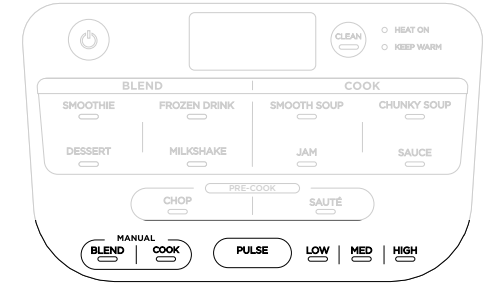 CLEAN
HEAT ON
KEEP WARM
BLEND COOK
SMOOTHIE FROZEN DRINK SMOOTH SOUP CHUNKY SOUP
DESSERT MILKSHAKE JAM SAUCE
PRE-COOK
CHOP SAUTÉ
MANUAL
BLEND COOK PULSE LOW MED HIGH